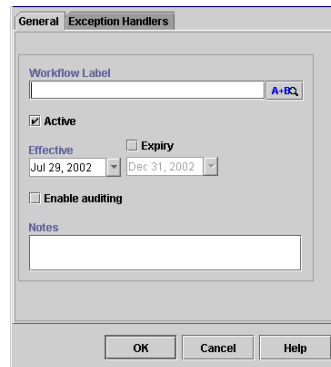 General Exception Handlers
Workflow Label
A+B
Active
Effective Expiry
Jul 29, 2002 Dec 31, 2002
Enable auditing
Notes
OK Cancel Help